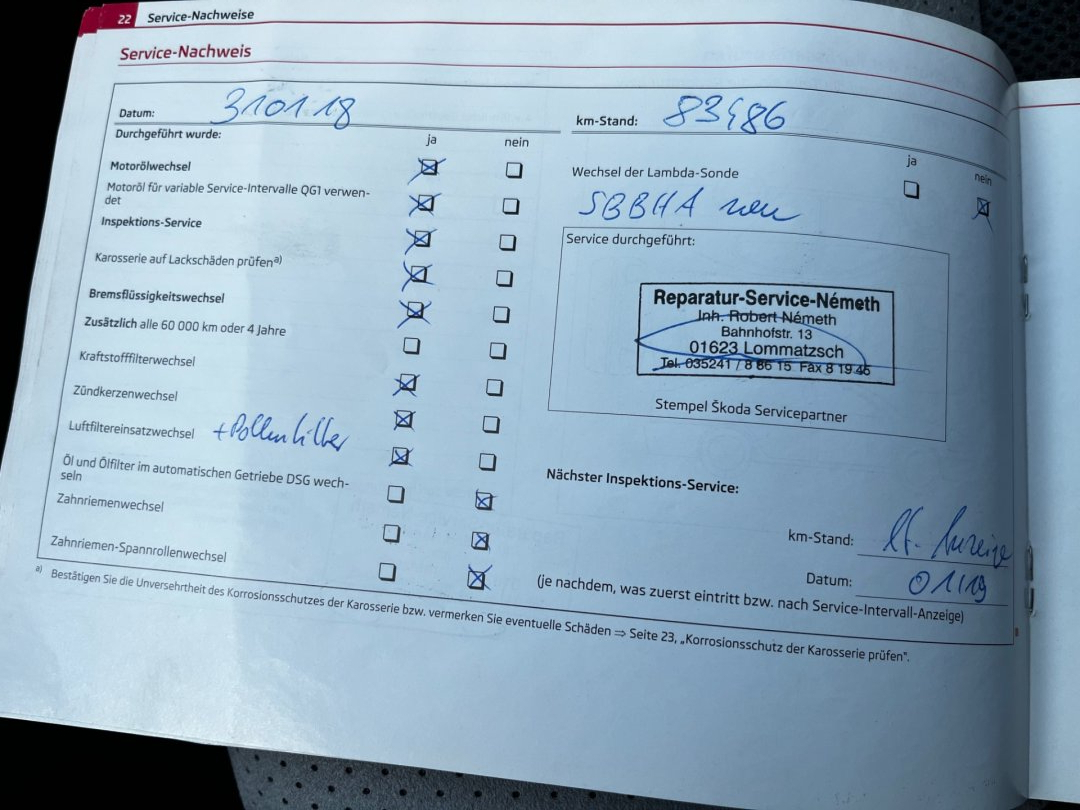 22 Service-Nachweise
Service-Nachweis
Datum: 310118
km-Stand: 83486
Durchgeführt wurde:
ja nein
Motorölwechsel
Motoröl für variable Service-Intervalle QG1 verwen-
det
Inspektions-Service
Karosserie auf Lackschäden prüfena)
Bremsflüssigkeitswechsel
Zusätzlich alle 60 000 km oder 4 Jahre
Kraftstofffilterwechsel
Zündkerzenwechsel
Luftfiltereinsatzwechsel +Pollenfilter
Öl und Ölfilter im automatischen Getriebe DSG wech-
seln
Zahnriemenwechsel
Zahnriemen-Spannrollenwechsel
ja nein
Wechsel der Lambda-Sonde
SBBHA neu
Service durchgeführt:
Reparatur-Service-Németh
Inh. Robert Németh
Bahnhofstr. 13
01623 Lommatzsch
Tel. 035241 / 8 86 15 Fax 8 19 46
Stempel Škoda Servicepartner
Nächster Inspektions-Service:
km-Stand: lt. Anzeige
Datum: 01/19
(je nachdem, was zuerst eintritt bzw. nach Service-Intervall-Anzeige)
a) Bestätigen Sie die Unversehrtheit des Korrosionsschutzes der Karosserie bzw. vermerken Sie eventuelle Schäden ⇒ Seite 23, „Korrosionsschutz der Karosserie prüfen“.